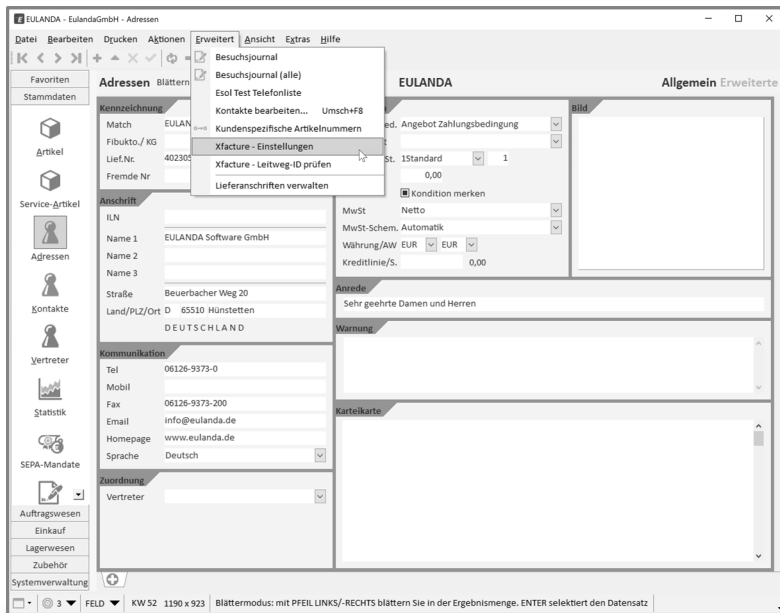 EULANDA - EulandaGmbH - Adressen
Datei Bearbeiten Drucken Aktionen Erweitert Ansicht Extras Hilfe
Favoriten
Stammdaten
Artikel
Service-Artikel
Adressen
Kontakte
Vertreter
Statistik
SEPA-Mandate
Auftragswesen
Einkauf
Lagerwesen
Zubehör
Systemverwaltung
Adressen Blättern
EULANDA
Allgemein Erweiterte
Besuchsjournal
Besuchsjournal (alle)
Esol Test Telefonliste
Kontakte bearbeiten... Umsch+F8
Kundenspezifische Artikelnummern
Xfacture - Einstellungen
Xfacture - Leitweg-ID prüfen
Lieferanschriften verwalten
Kennzeichnung
Match EULAN
Fibukto./ KG
Lief.Nr. 40230
Fremde Nr
Anschrift
ILN
Name 1 EULANDA Software GmbH
Name 2
Name 3
Straße Beuerbacher Weg 20
Land/PLZ/Ort D 65510 Hünstetten
DEUTSCHLAND
Kommunikation
Tel 06126-9373-0
Mobil
Fax 06126-9373-200
Email info@eulanda.de
Homepage www.eulanda.de
Sprache Deutsch
Zuordnung
Vertreter
ed. Angebot Zahlungsbedingung
St. 1Standard 1
0,00
Kondition merken
MwSt Netto
MwSt-Schem. Automatik
Währung/AW EUR EUR
Kreditlinie/S. 0,00
Bild
Anrede
Sehr geehrte Damen und Herren
Warnung
Karteikarte
3 FELD KW 52 1190 x 923 Blättermodus: mit PFEIL LINKS/-RECHTS blättern Sie in der Ergebnismenge. ENTER selektiert den Datensatz